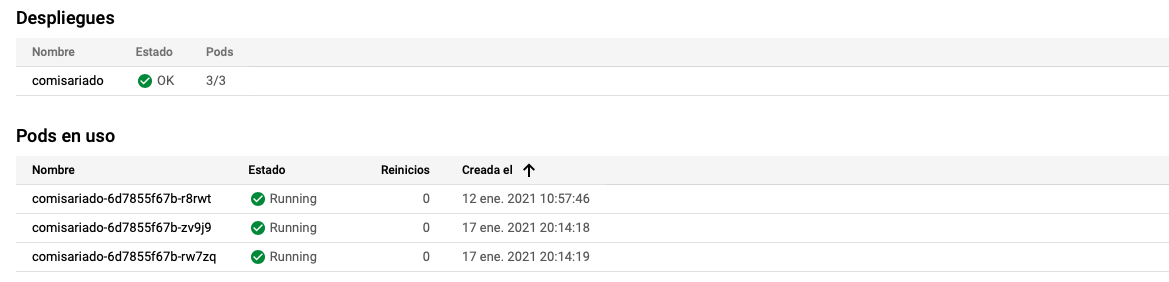 Despliegues
Nombre Estado Pods
comisariado OK 3/3
Pods en uso
Nombre Estado Reinicios Creada el
comisariado-6d7855f67b-r8rwt Running 0 12 ene. 2021 10:57:46
comisariado-6d7855f67b-zv9j9 Running 0 17 ene. 2021 20:14:18
comisariado-6d7855f67b-rw7zq Running 0 17 ene. 2021 20:14:19